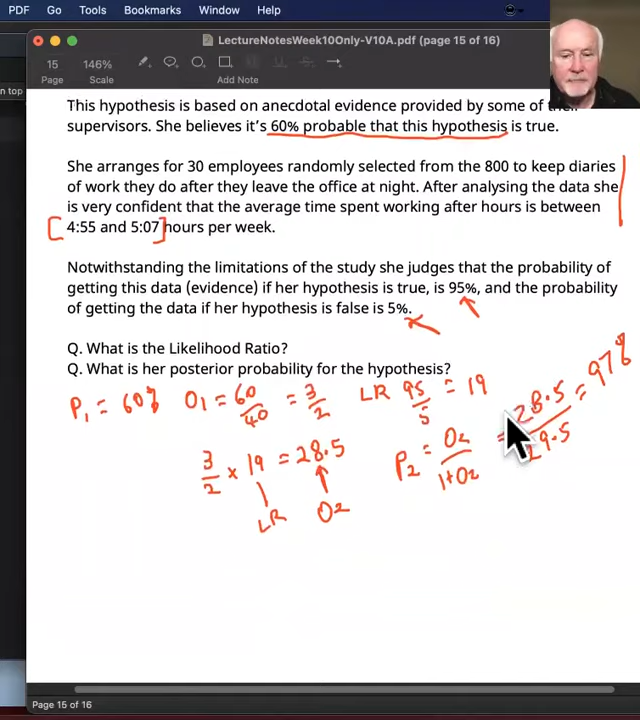 PDF Go Tools Bookmarks Window Help
LectureNotesWeek10Only-V10A.pdf (page 15 of 16)
15 146%
Page Scale Add Note
on top
This hypothesis is based on anecdotal evidence provided by some of their
supervisors. She believes it's 60% probable that this hypothesis is true.
She arranges for 30 employees randomly selected from the 800 to keep diaries
of work they do after they leave the office at night. After analysing the data she
is very confident that the average time spent working after hours is between
[4:55 and 5:07] hours per week.
Notwithstanding the limitations of the study she judges that the probability of
getting this data (evidence) if her hypothesis is true, is 95%, and the probability
of getting the data if her hypothesis is false is 5%.
Q. What is the Likelihood Ratio?
Q. What is her posterior probability for the hypothesis?
P1 = 60% O1 = 60/40 = 3/2 LR 95/5 = 19
3/2 × 19 = 28.5 P2 = O2/1+O2 = 28.5/29.5 = 97%
LR O2
Page 15 of 16